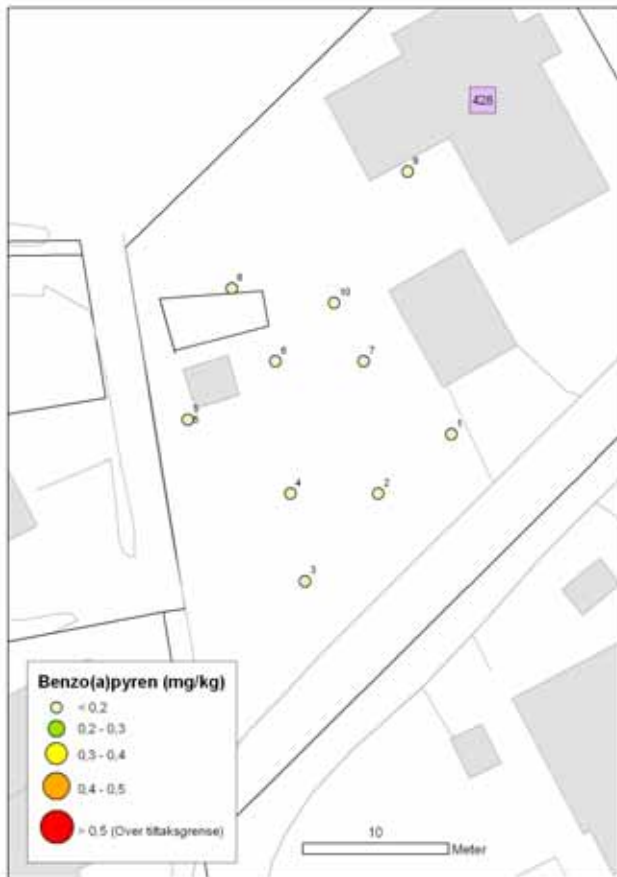 428
9
8
10
6
7
5
1
4
2
3
Benzo(a)pyren (mg/kg)
< 0,2
0,2 - 0,3
0,3 - 0,4
0,4 - 0,5
> 0,5 (Over tiltaksgrense)
10
Meter